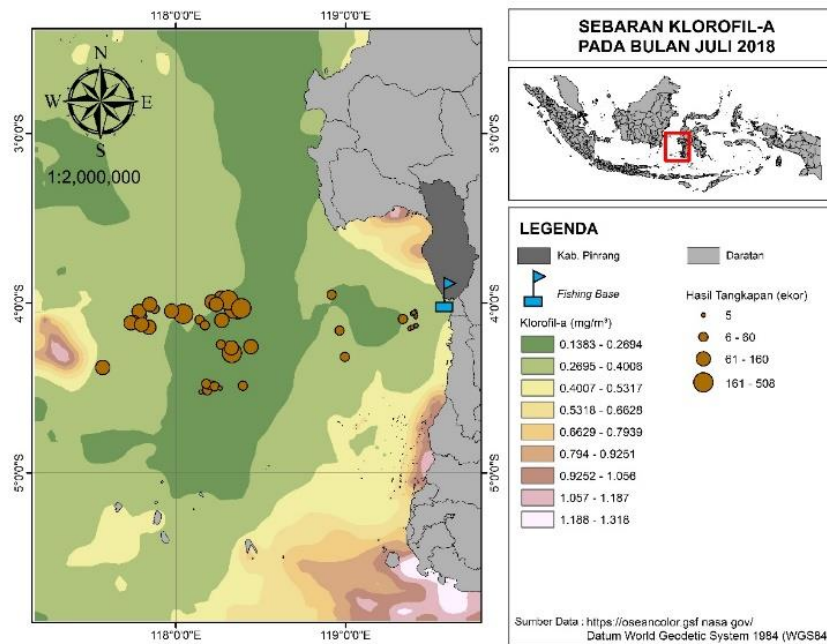 118°0'0"E
119°0'0"E
N
W
E
S
1:2,000,000
3°0'0"S
3°0'0"S
4°0'0"S
4°0'0"S
5°0'0"S
5°0'0"S
118°0'0"E
119°0'0"E
SEBARAN KLOROFIL-A
PADA BULAN JULI 2018
LEGENDA
Kab. Pinrang
Daratan
Fishing Base
Hasil Tangkapan (ekor)
5
6 - 60
61 - 160
161 - 508
Klorofil-a (mg/m³)
0.1383 - 0.2694
0.2695 - 0.4006
0.4007 - 0.5317
0.5318 - 0.6628
0.6629 - 0.7939
0.794 - 0.9251
0.9252 - 1.056
1.057 - 1.187
1.188 - 1.318
Sumber Data : https://oseancolor.gsf nasa.gov/
Datum World Geodetic System 1984 (WGS84